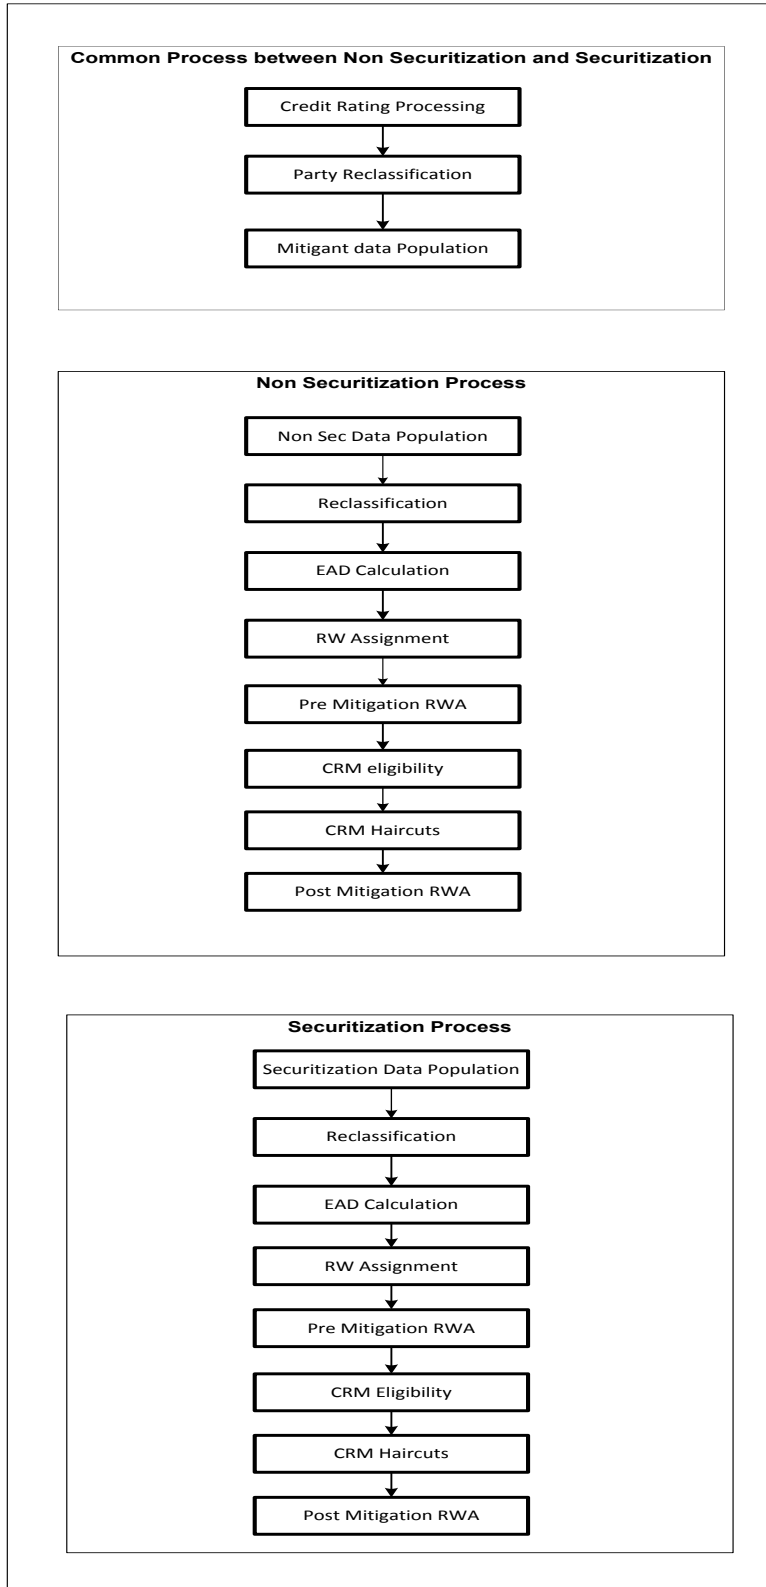 Common Process between Non Securitization and Securitization
Credit Rating Processing
Party Reclassification
Mitigant data Population
Non Securitization Process
Non Sec Data Population
Reclassification
EAD Calculation
RW Assignment
Pre Mitigation RWA
CRM eligibility
CRM Haircuts
Post Mitigation RWA
Securitization Process
Securitization Data Population
Reclassification
EAD Calculation
RW Assignment
Pre Mitigation RWA
CRM Eligibility
CRM Haircuts
Post Mitigation RWA